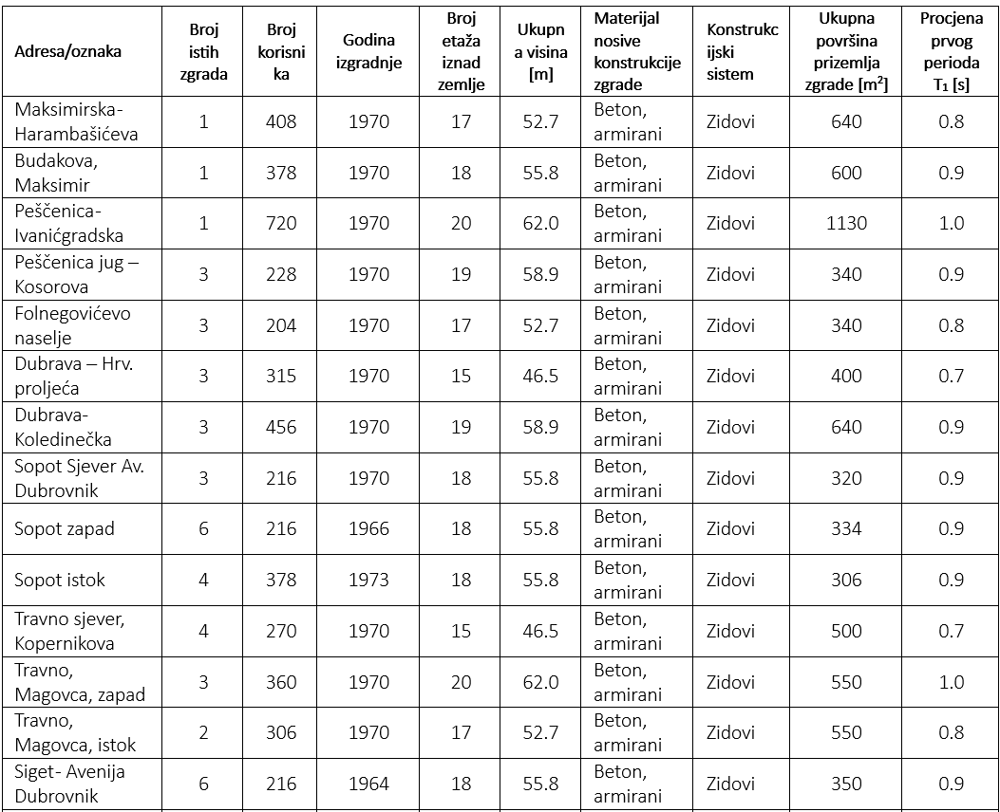 Adresa/oznaka | Broj istih zgrada | Broj korisni ka | Godina izgradnje | Broj etaža iznad zemlje | Ukupn a visina [m] | Materijal nosive konstrukcije zgrade | Konstrukc ijski sistem | Ukupna površina prizemlja zgrade [m²] | Procjena prvog perioda T₁ [s]
Maksimirska-Harambašićeva | 1 | 408 | 1970 | 17 | 52.7 | Beton, armirani | Zidovi | 640 | 0.8
Budakova, Maksimir | 1 | 378 | 1970 | 18 | 55.8 | Beton, armirani | Zidovi | 600 | 0.9
Peščenica-Ivanićgradska | 1 | 720 | 1970 | 20 | 62.0 | Beton, armirani | Zidovi | 1130 | 1.0
Peščenica jug – Kosorova | 3 | 228 | 1970 | 19 | 58.9 | Beton, armirani | Zidovi | 340 | 0.9
Folnegovićevo naselje | 3 | 204 | 1970 | 17 | 52.7 | Beton, armirani | Zidovi | 340 | 0.8
Dubrava – Hrv. proljeća | 3 | 315 | 1970 | 15 | 46.5 | Beton, armirani | Zidovi | 400 | 0.7
Dubrava-Koledinečka | 3 | 456 | 1970 | 19 | 58.9 | Beton, armirani | Zidovi | 640 | 0.9
Sopot Sjever Av. Dubrovnik | 3 | 216 | 1970 | 18 | 55.8 | Beton, armirani | Zidovi | 320 | 0.9
Sopot zapad | 6 | 216 | 1966 | 18 | 55.8 | Beton, armirani | Zidovi | 334 | 0.9
Sopot istok | 4 | 378 | 1973 | 18 | 55.8 | Beton, armirani | Zidovi | 306 | 0.9
Travno sjever, Kopernikova | 4 | 270 | 1970 | 15 | 46.5 | Beton, armirani | Zidovi | 500 | 0.7
Travno, Magovca, zapad | 3 | 360 | 1970 | 20 | 62.0 | Beton, armirani | Zidovi | 550 | 1.0
Travno, Magovca, istok | 2 | 306 | 1970 | 17 | 52.7 | Beton, armirani | Zidovi | 550 | 0.8
Siget- Avenija Dubrovnik | 6 | 216 | 1964 | 18 | 55.8 | Beton, armirani | Zidovi | 350 | 0.9